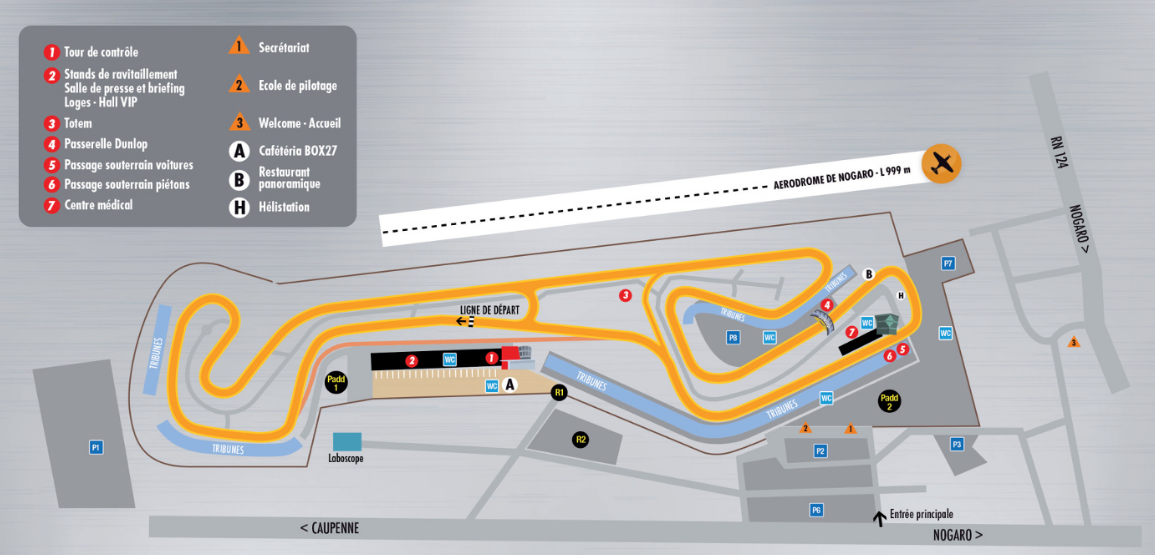 1 Tour de contrôle
2 Stands de ravitaillement
Salle de presse et briefing
Loges - Hall VIP
3 Totem
4 Passerelle Dunlop
5 Passage souterrain voitures
6 Passage souterrain piétons
7 Centre médical
1 Secrétariat
2 Ecole de pilotage
3 Welcome - Accueil
A Cafétéria BOX27
B Restaurant
panoramique
H Hélistation
AERODROME DE NOGARO - L 999 m
RN 124
NOGARO >
P7
B
TRIBUNES
H
3
4
LIGNE DE DÉPART
TRIBUNES
WC
7
WC
P8
WC
TRIBUNES
3
6
5
2
WC
1
WC
A
Padd
1
TRIBUNES
R1
WC
Padd
2
TRIBUNES
2
1
R2
TRIBUNES
P1
Laboscope
P2
P3
P6
Entrée principale
< CAUPENNE
NOGARO >